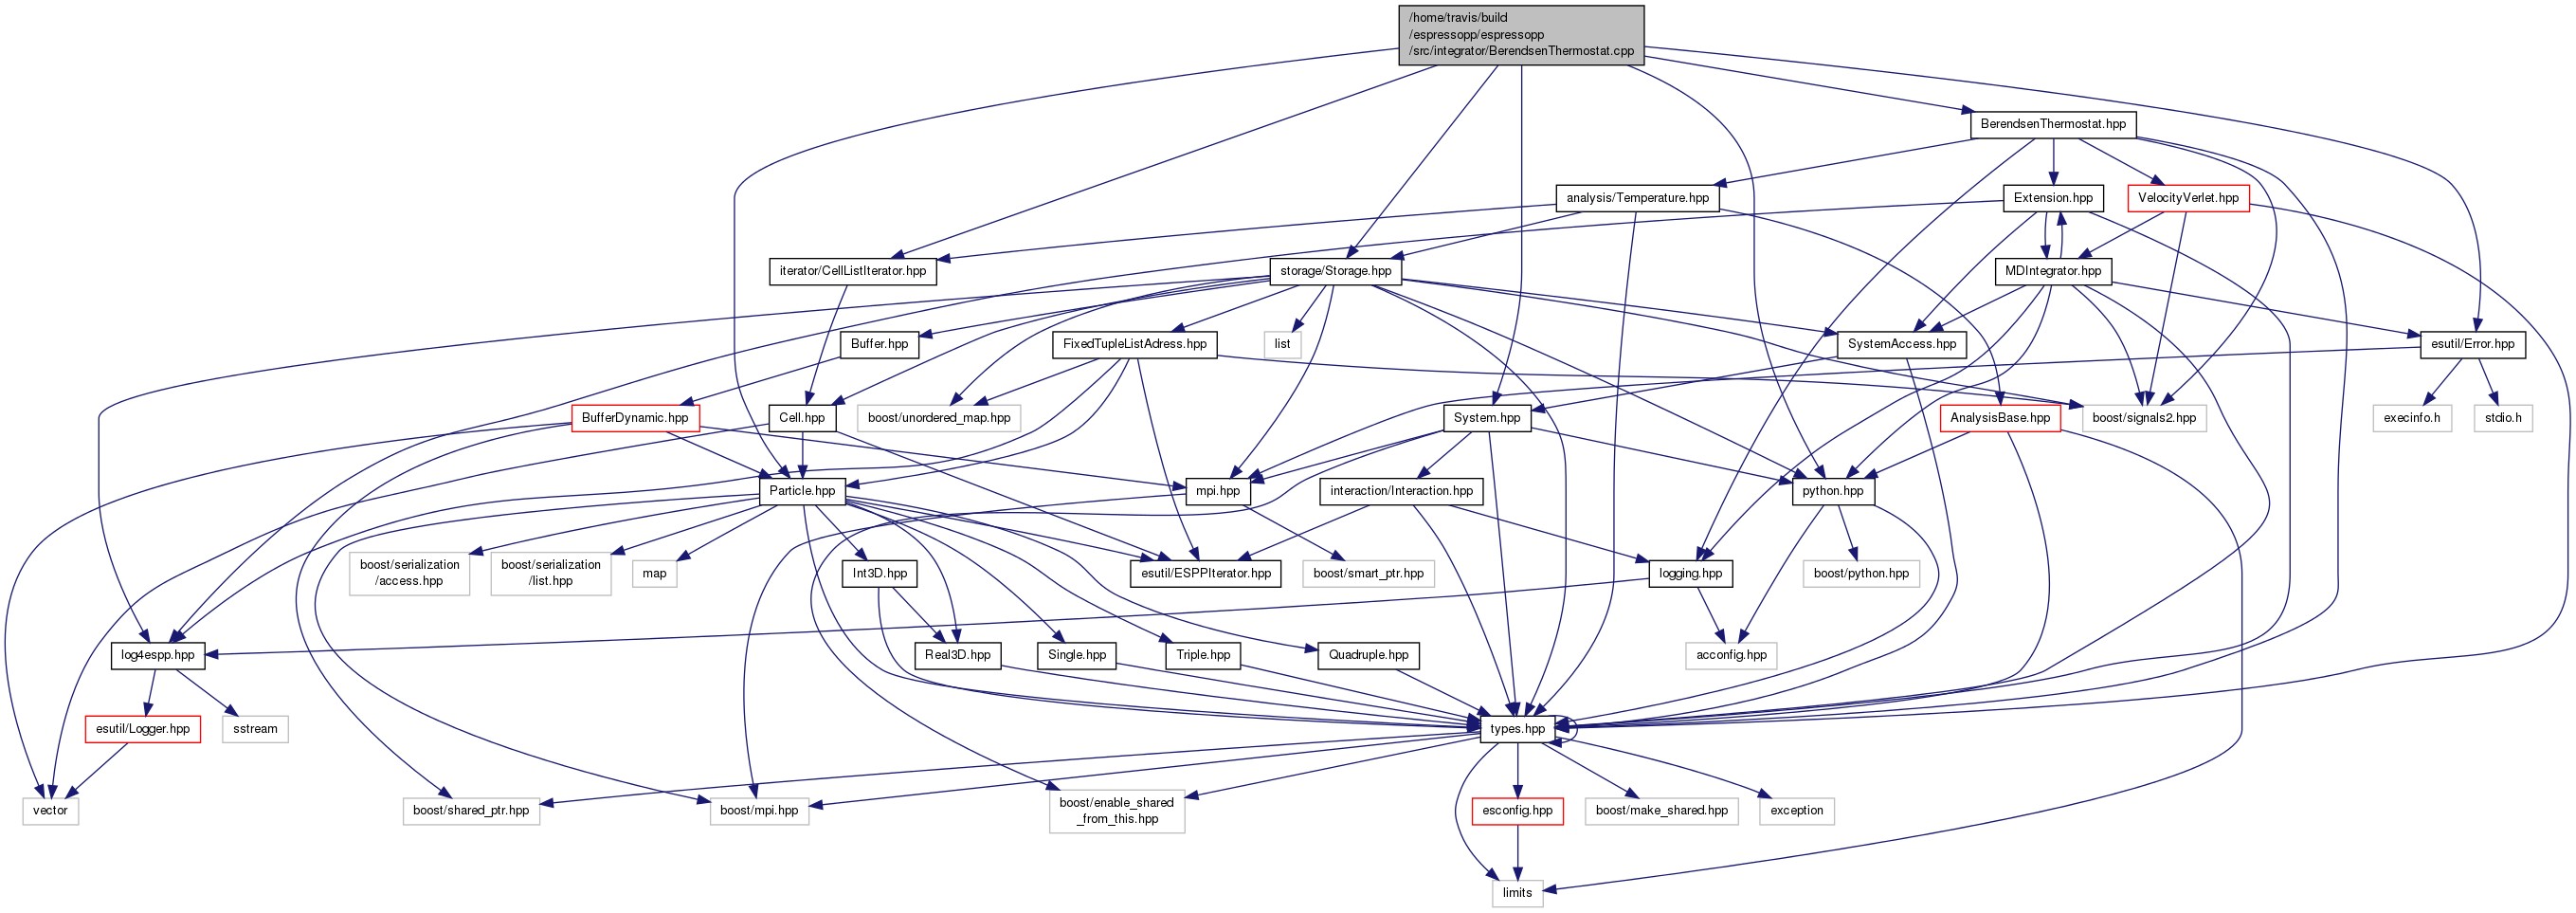 /home/travis/build
/espressopp/espressopp
/src/integrator/BerendsenThermostat.cpp
BerendsenThermostat.hpp
analysis/Temperature.hpp
Extension.hpp
VelocityVerlet.hpp
iterator/CellListIterator.hpp
storage/Storage.hpp
MDIntegrator.hpp
Buffer.hpp
FixedTupleListAdress.hpp
list
SystemAccess.hpp
esutil/Error.hpp
BufferDynamic.hpp
Cell.hpp
boost/unordered_map.hpp
System.hpp
AnalysisBase.hpp
boost/signals2.hpp
execinfo.h
stdio.h
Particle.hpp
mpi.hpp
interaction/Interaction.hpp
python.hpp
boost/serialization
/access.hpp
boost/serialization
/list.hpp
map
Int3D.hpp
esutil/ESPPIterator.hpp
boost/smart_ptr.hpp
logging.hpp
boost/python.hpp
log4espp.hpp
Real3D.hpp
Single.hpp
Triple.hpp
Quadruple.hpp
acconfig.hpp
esutil/Logger.hpp
sstream
types.hpp
vector
boost/shared_ptr.hpp
boost/mpi.hpp
boost/enable_shared
_from_this.hpp
esconfig.hpp
boost/make_shared.hpp
exception
limits